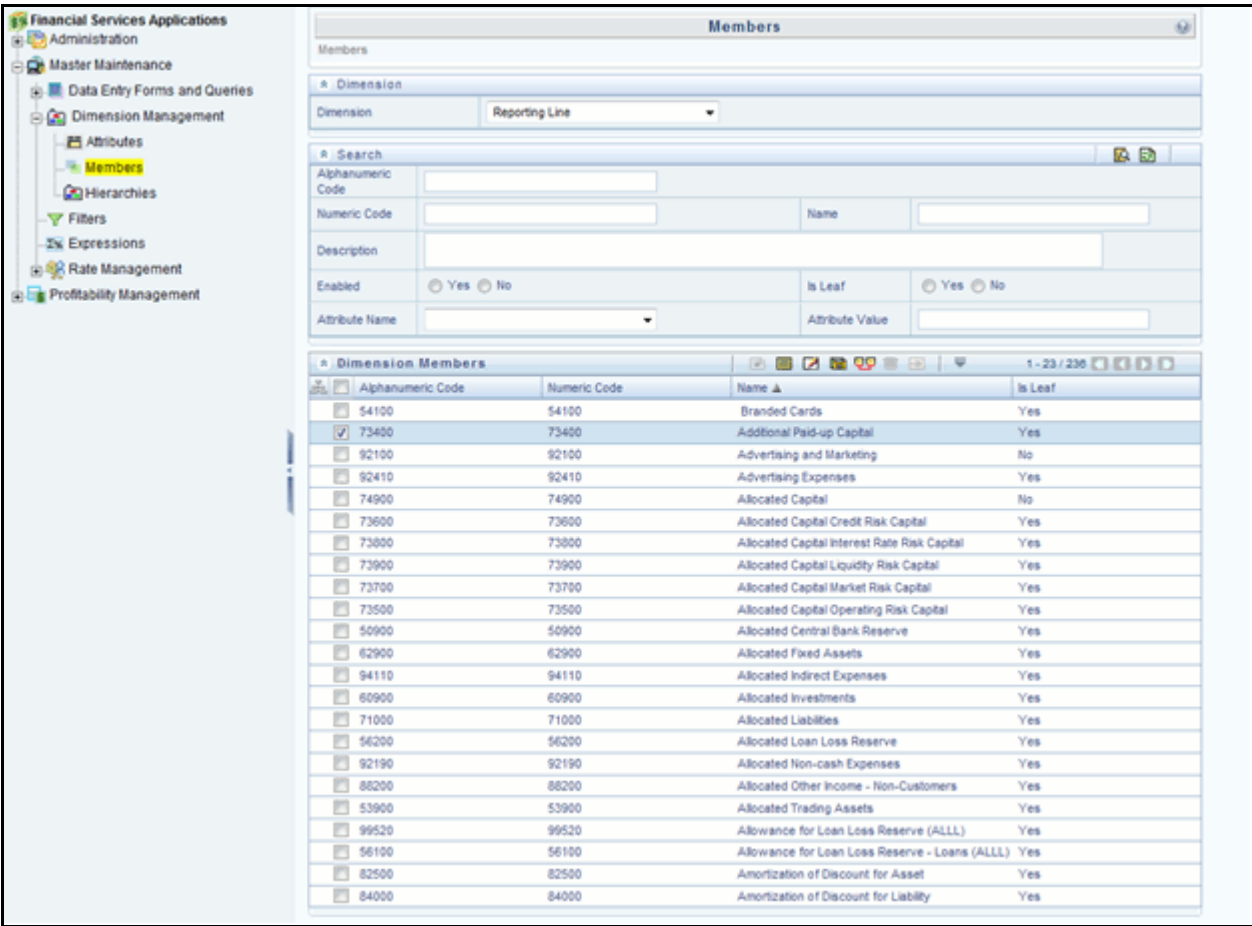 Financial Services Applications
Administration
Master Maintenance
Data Entry Forms and Queries
Dimension Management
Attributes
Members
Hierarchies
Filters
Expressions
Rate Management
Profitability Management
Members
Members
Dimension
Dimension Reporting Line
Search
Alphanumeric Code
Numeric Code Name
Description
Enabled Yes No Is Leaf Yes No
Attribute Name Attribute Value
Dimension Members 1 - 23 / 236
Alphanumeric Code Numeric Code Name Is Leaf
54100 54100 Branded Cards Yes
73400 73400 Additional Paid-up Capital Yes
92100 92100 Advertising and Marketing No
92410 92410 Advertising Expenses Yes
74900 74900 Allocated Capital No
73600 73600 Allocated Capital Credit Risk Capital Yes
73800 73800 Allocated Capital Interest Rate Risk Capital Yes
73900 73900 Allocated Capital Liquidity Risk Capital Yes
73700 73700 Allocated Capital Market Risk Capital Yes
73500 73500 Allocated Capital Operating Risk Capital Yes
50900 50900 Allocated Central Bank Reserve Yes
62900 62900 Allocated Fixed Assets Yes
94110 94110 Allocated Indirect Expenses Yes
60900 60900 Allocated Investments Yes
71000 71000 Allocated Liabilities Yes
56200 56200 Allocated Loan Loss Reserve Yes
92190 92190 Allocated Non-cash Expenses Yes
88200 88200 Allocated Other Income - Non-Customers Yes
53900 53900 Allocated Trading Assets Yes
99520 99520 Allowance for Loan Loss Reserve (ALLL) Yes
56100 56100 Allowance for Loan Loss Reserve - Loans (ALLL) Yes
82500 82500 Amortization of Discount for Asset Yes
84000 84000 Amortization of Discount for Liability Yes